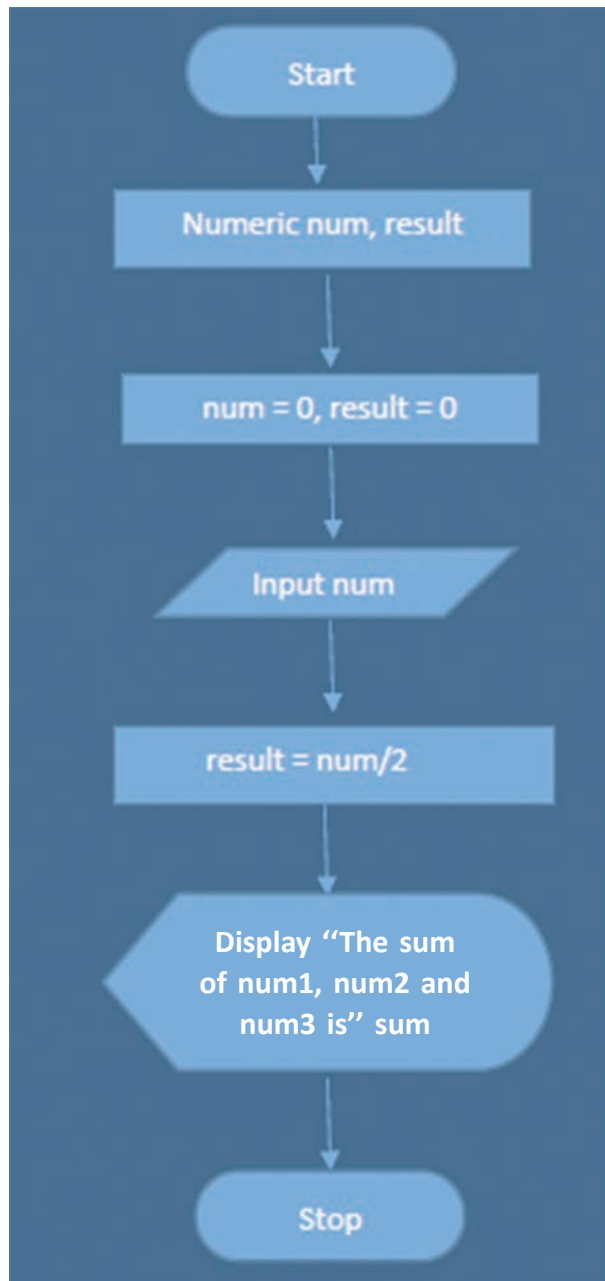 Start
Numeric num, result
num = 0, result = 0
Input num
result = num/2
Display ‘‘The sum
of num1, num2 and
num3 is’’ sum
Stop